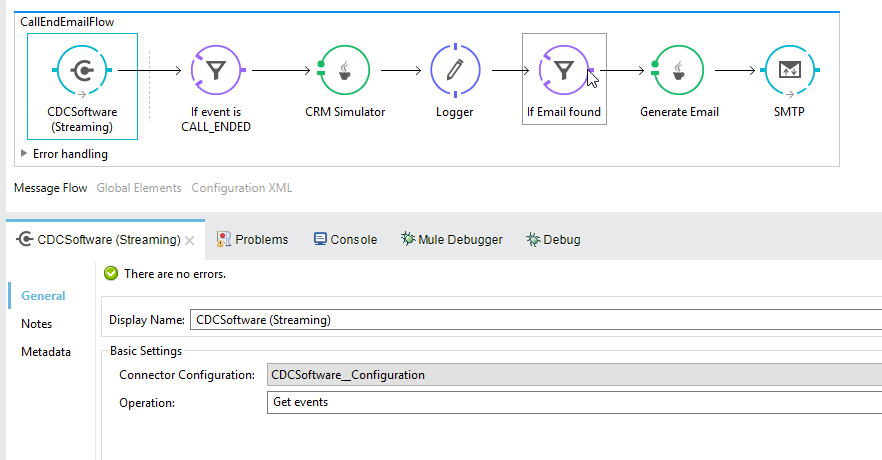 CallEndEmailFlow
CDCSoftware
(Streaming)
If event is
CALL_ENDED
CRM Simulator
Logger
If Email found
Generate Email
SMTP
Error handling
Message Flow Global Elements Configuration XML
CDCSoftware (Streaming) Problems Console Mule Debugger Debug
There are no errors.
General
Notes
Metadata
Display Name: CDCSoftware (Streaming)
Basic Settings
Connector Configuration: CDCSoftware__Configuration
Operation: Get events